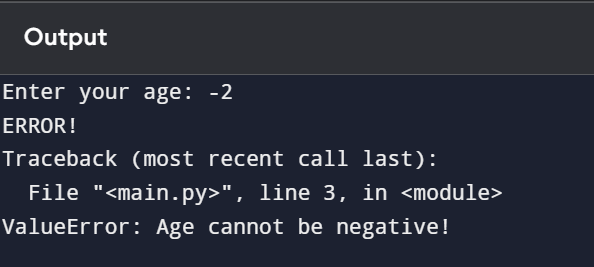 Output
Enter your age: -2
ERROR!
Traceback (most recent call last):
  File "<main.py>", line 3, in <module>
ValueError: Age cannot be negative!